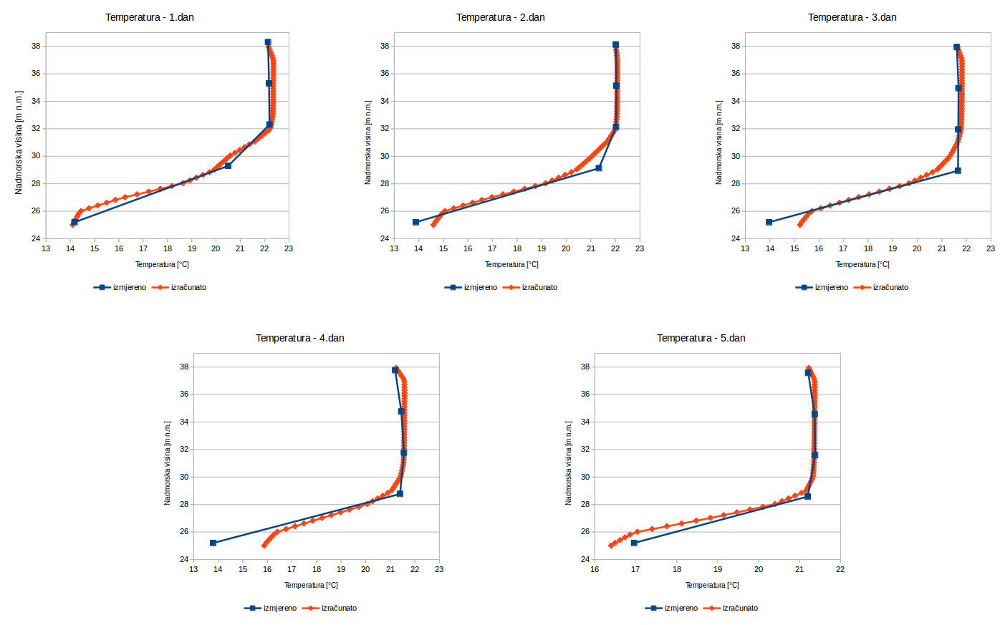 Temperatura - 1.dan
Nadmorska visina [m n.m.]
38
36
34
32
30
28
26
24
13 14 15 16 17 18 19 20 21 22 23
Temperatura [°C]
izmjereno izračunato
Temperatura - 2.dan
Nadmorska visina [m n.m.]
38
36
34
32
30
28
26
24
13 14 15 16 17 18 19 20 21 22 23
Temperatura [°C]
izmjereno izračunato
Temperatura - 3.dan
Nadmorska visina [m n.m.]
38
36
34
32
30
28
26
24
13 14 15 16 17 18 19 20 21 22 23
Temperatura [°C]
izmjereno izračunato
Temperatura - 4.dan
Nadmorska visina [m n.m.]
38
36
34
32
30
28
26
24
13 14 15 16 17 18 19 20 21 22 23
Temperatura [°C]
izmjereno izračunato
Temperatura - 5.dan
Nadmorska visina [m n.m.]
38
36
34
32
30
28
26
24
16 17 18 19 20 21 22
Temperatura [°C]
izmjereno izračunato